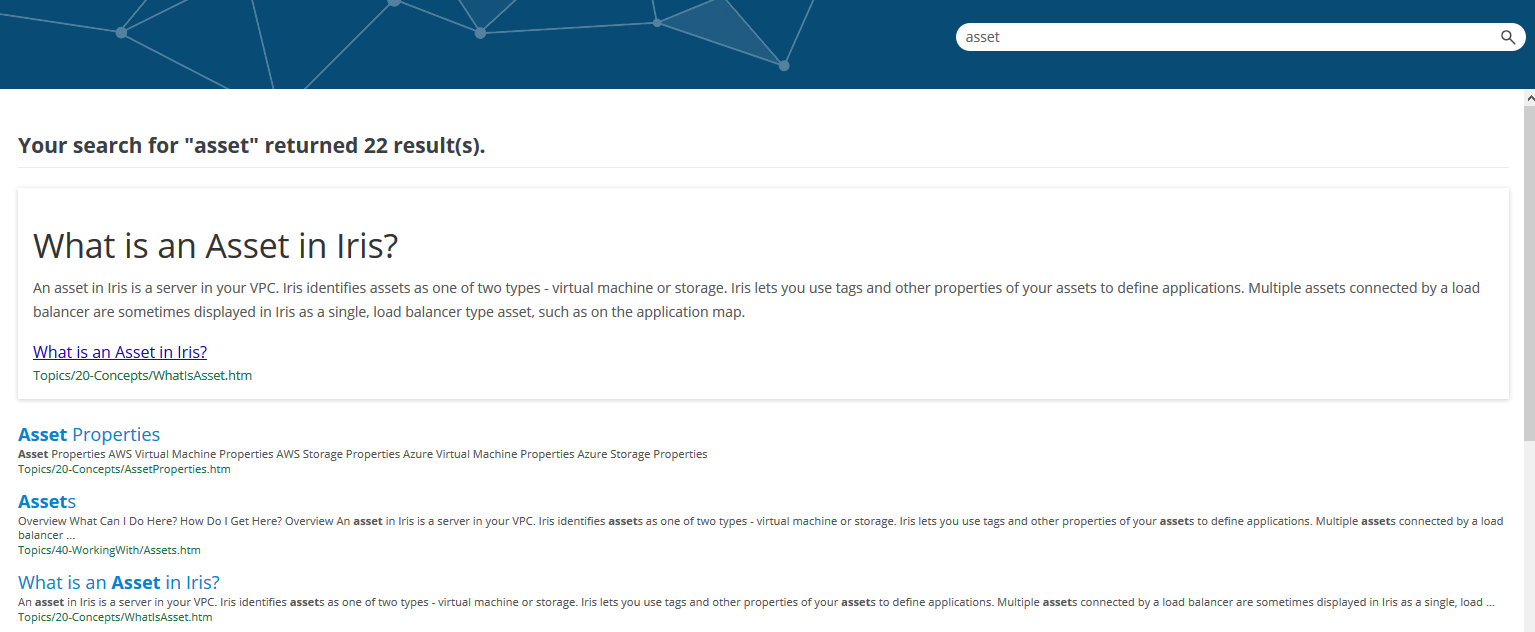 asset
Your search for "asset" returned 22 result(s).
What is an Asset in Iris?
An asset in Iris is a server in your VPC. Iris identifies assets as one of two types - virtual machine or storage. Iris lets you use tags and other properties of your assets to define applications. Multiple assets connected by a load
balancer are sometimes displayed in Iris as a single, load balancer type asset, such as on the application map.
What is an Asset in Iris?
Topics/20-Concepts/WhatIsAsset.htm
Asset Properties
Asset Properties AWS Virtual Machine Properties AWS Storage Properties Azure Virtual Machine Properties Azure Storage Properties
Topics/20-Concepts/AssetProperties.htm
Assets
Overview What Can I Do Here? How Do I Get Here? Overview An asset in Iris is a server in your VPC. Iris identifies assets as one of two types - virtual machine or storage. Iris lets you use tags and other properties of your assets to define applications. Multiple assets connected by a load
balancer ...
Topics/40-WorkingWith/Assets.htm
What is an Asset in Iris?
An asset in Iris is a server in your VPC. Iris identifies assets as one of two types - virtual machine or storage. Iris lets you use tags and other properties of your assets to define applications. Multiple assets connected by a load balancer are sometimes displayed in Iris as a single, load ...
Topics/20-Concepts/WhatIsAsset.htm